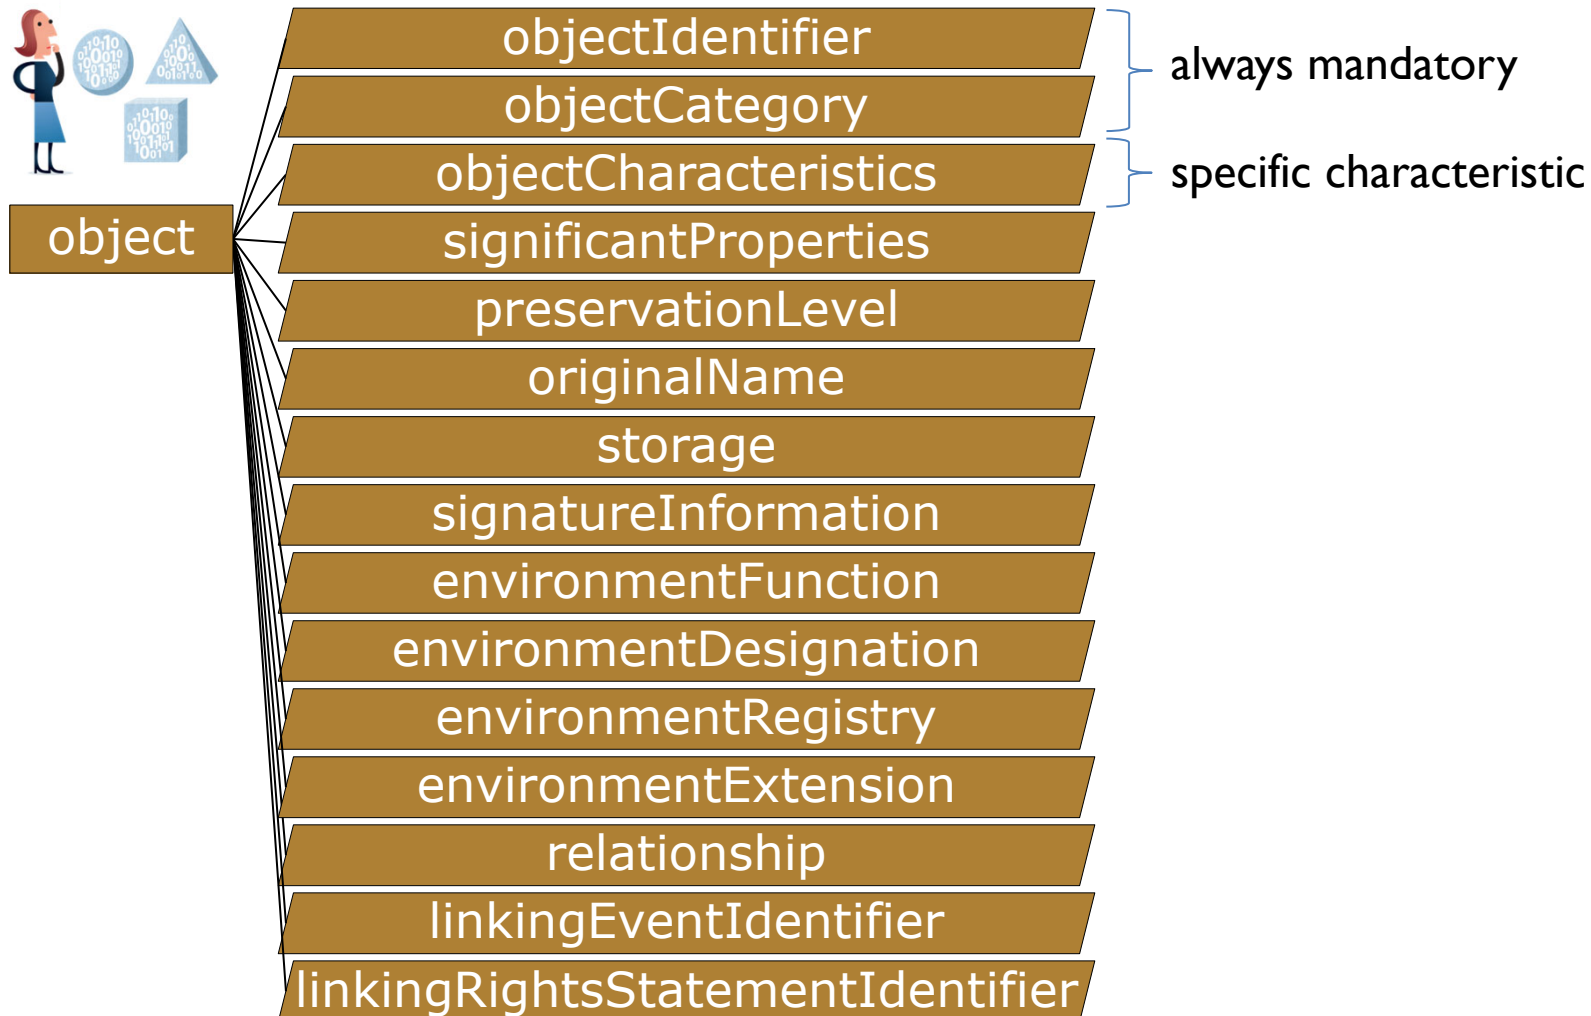 objectIdentifier
always mandatory
objectCategory
objectCharacteristics
specific characteristic
object
significantProperties
preservationLevel
originalName
storage
signatureInformation
environmentFunction
environmentDesignation
environmentRegistry
environmentExtension
relationship
linkingEventIdentifier
linkingRightsStatementIdentifier